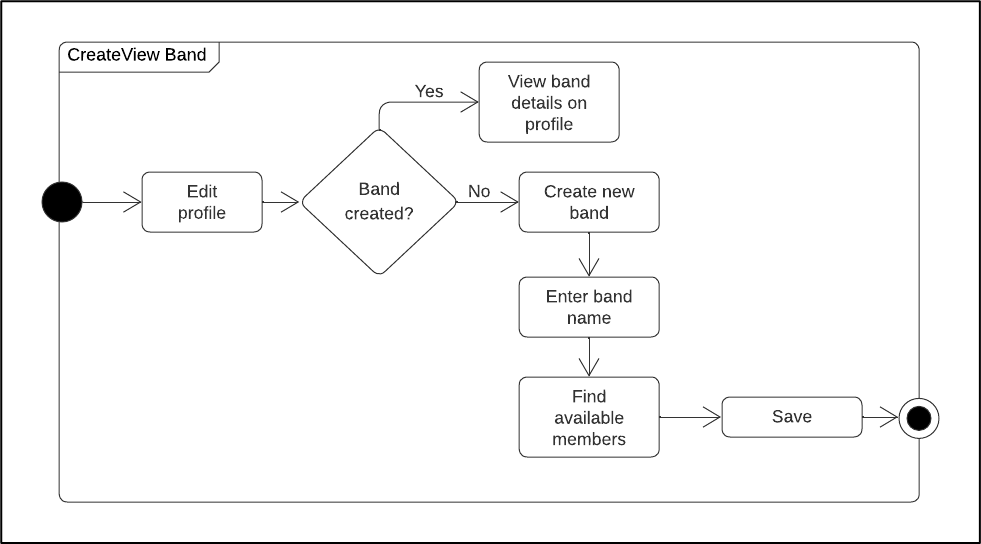 CreateView Band
Yes
View band
details on
profile
Edit
profile
Band
created?
No
Create new
band
Enter band
name
Find
available
members
Save